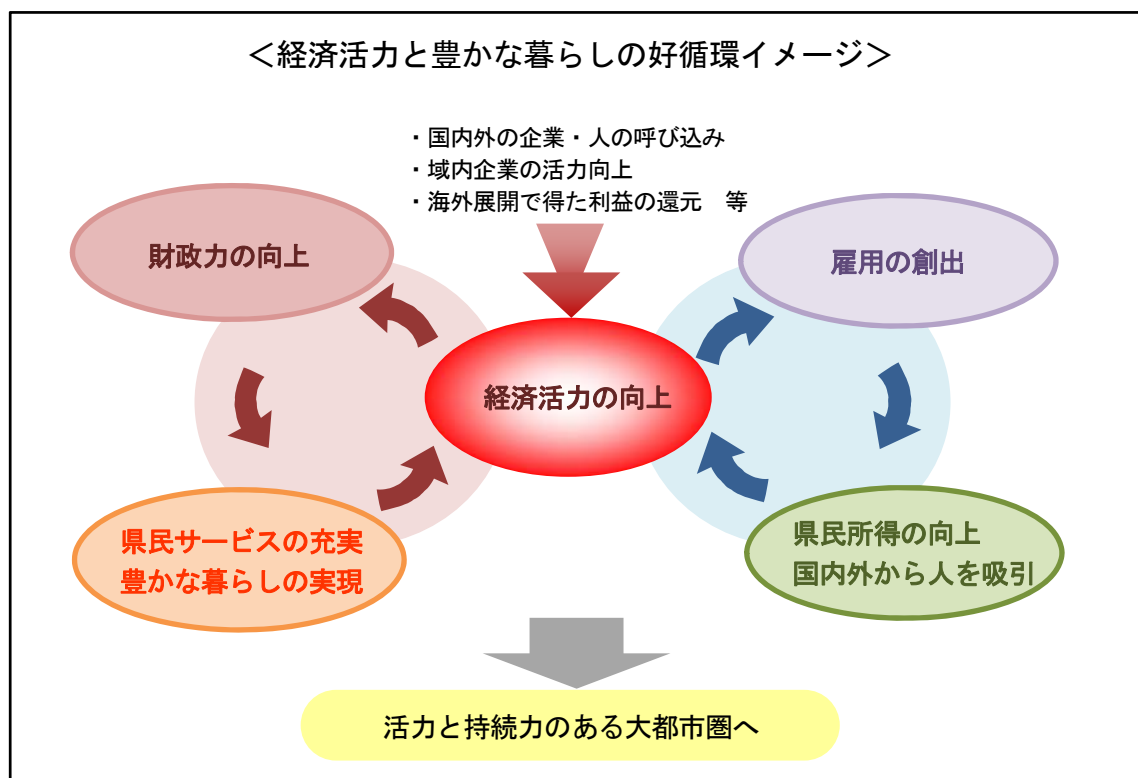 ＜経済活力と豊かな暮らしの好循環イメージ＞
・国内外の企業・人の呼び込み
・域内企業の活力向上
・海外展開で得た利益の還元　等
財政力の向上
雇用の創出
経済活力の向上
県民サービスの充実
豊かな暮らしの実現
県民所得の向上
国内外から人を吸引
活力と持続力のある大都市圏へ